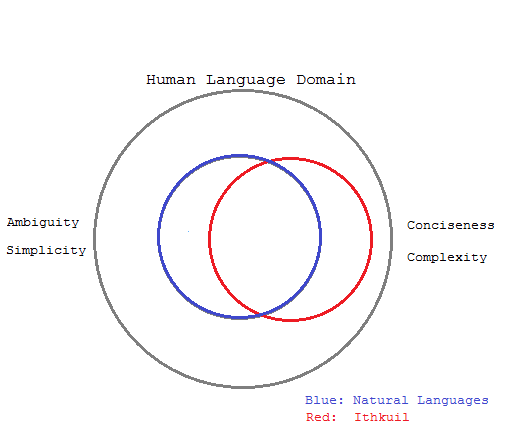 Human Language Domain
Ambiguity
Simplicity
Conciseness
Complexity
Blue: Natural Languages
Red: Ithkuil